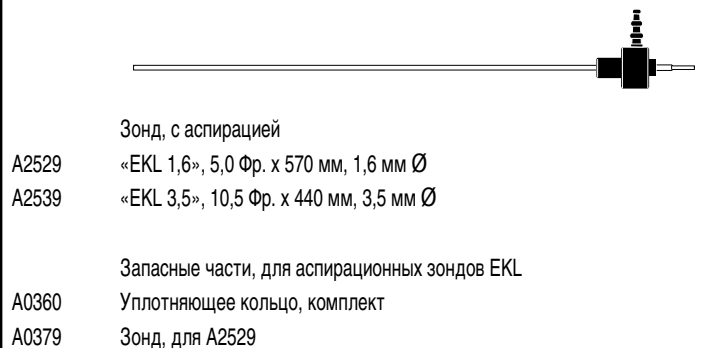 Зонд, с аспирацией
A2529 «EKL 1,6», 5,0 Фр. x 570 мм, 1,6 мм Ø
A2539 «EKL 3,5», 10,5 Фр. x 440 мм, 3,5 мм Ø
Запасные части, для аспирационных зондов EKL
A0360 Уплотняющее кольцо, комплект
A0379 Зонд, для A2529